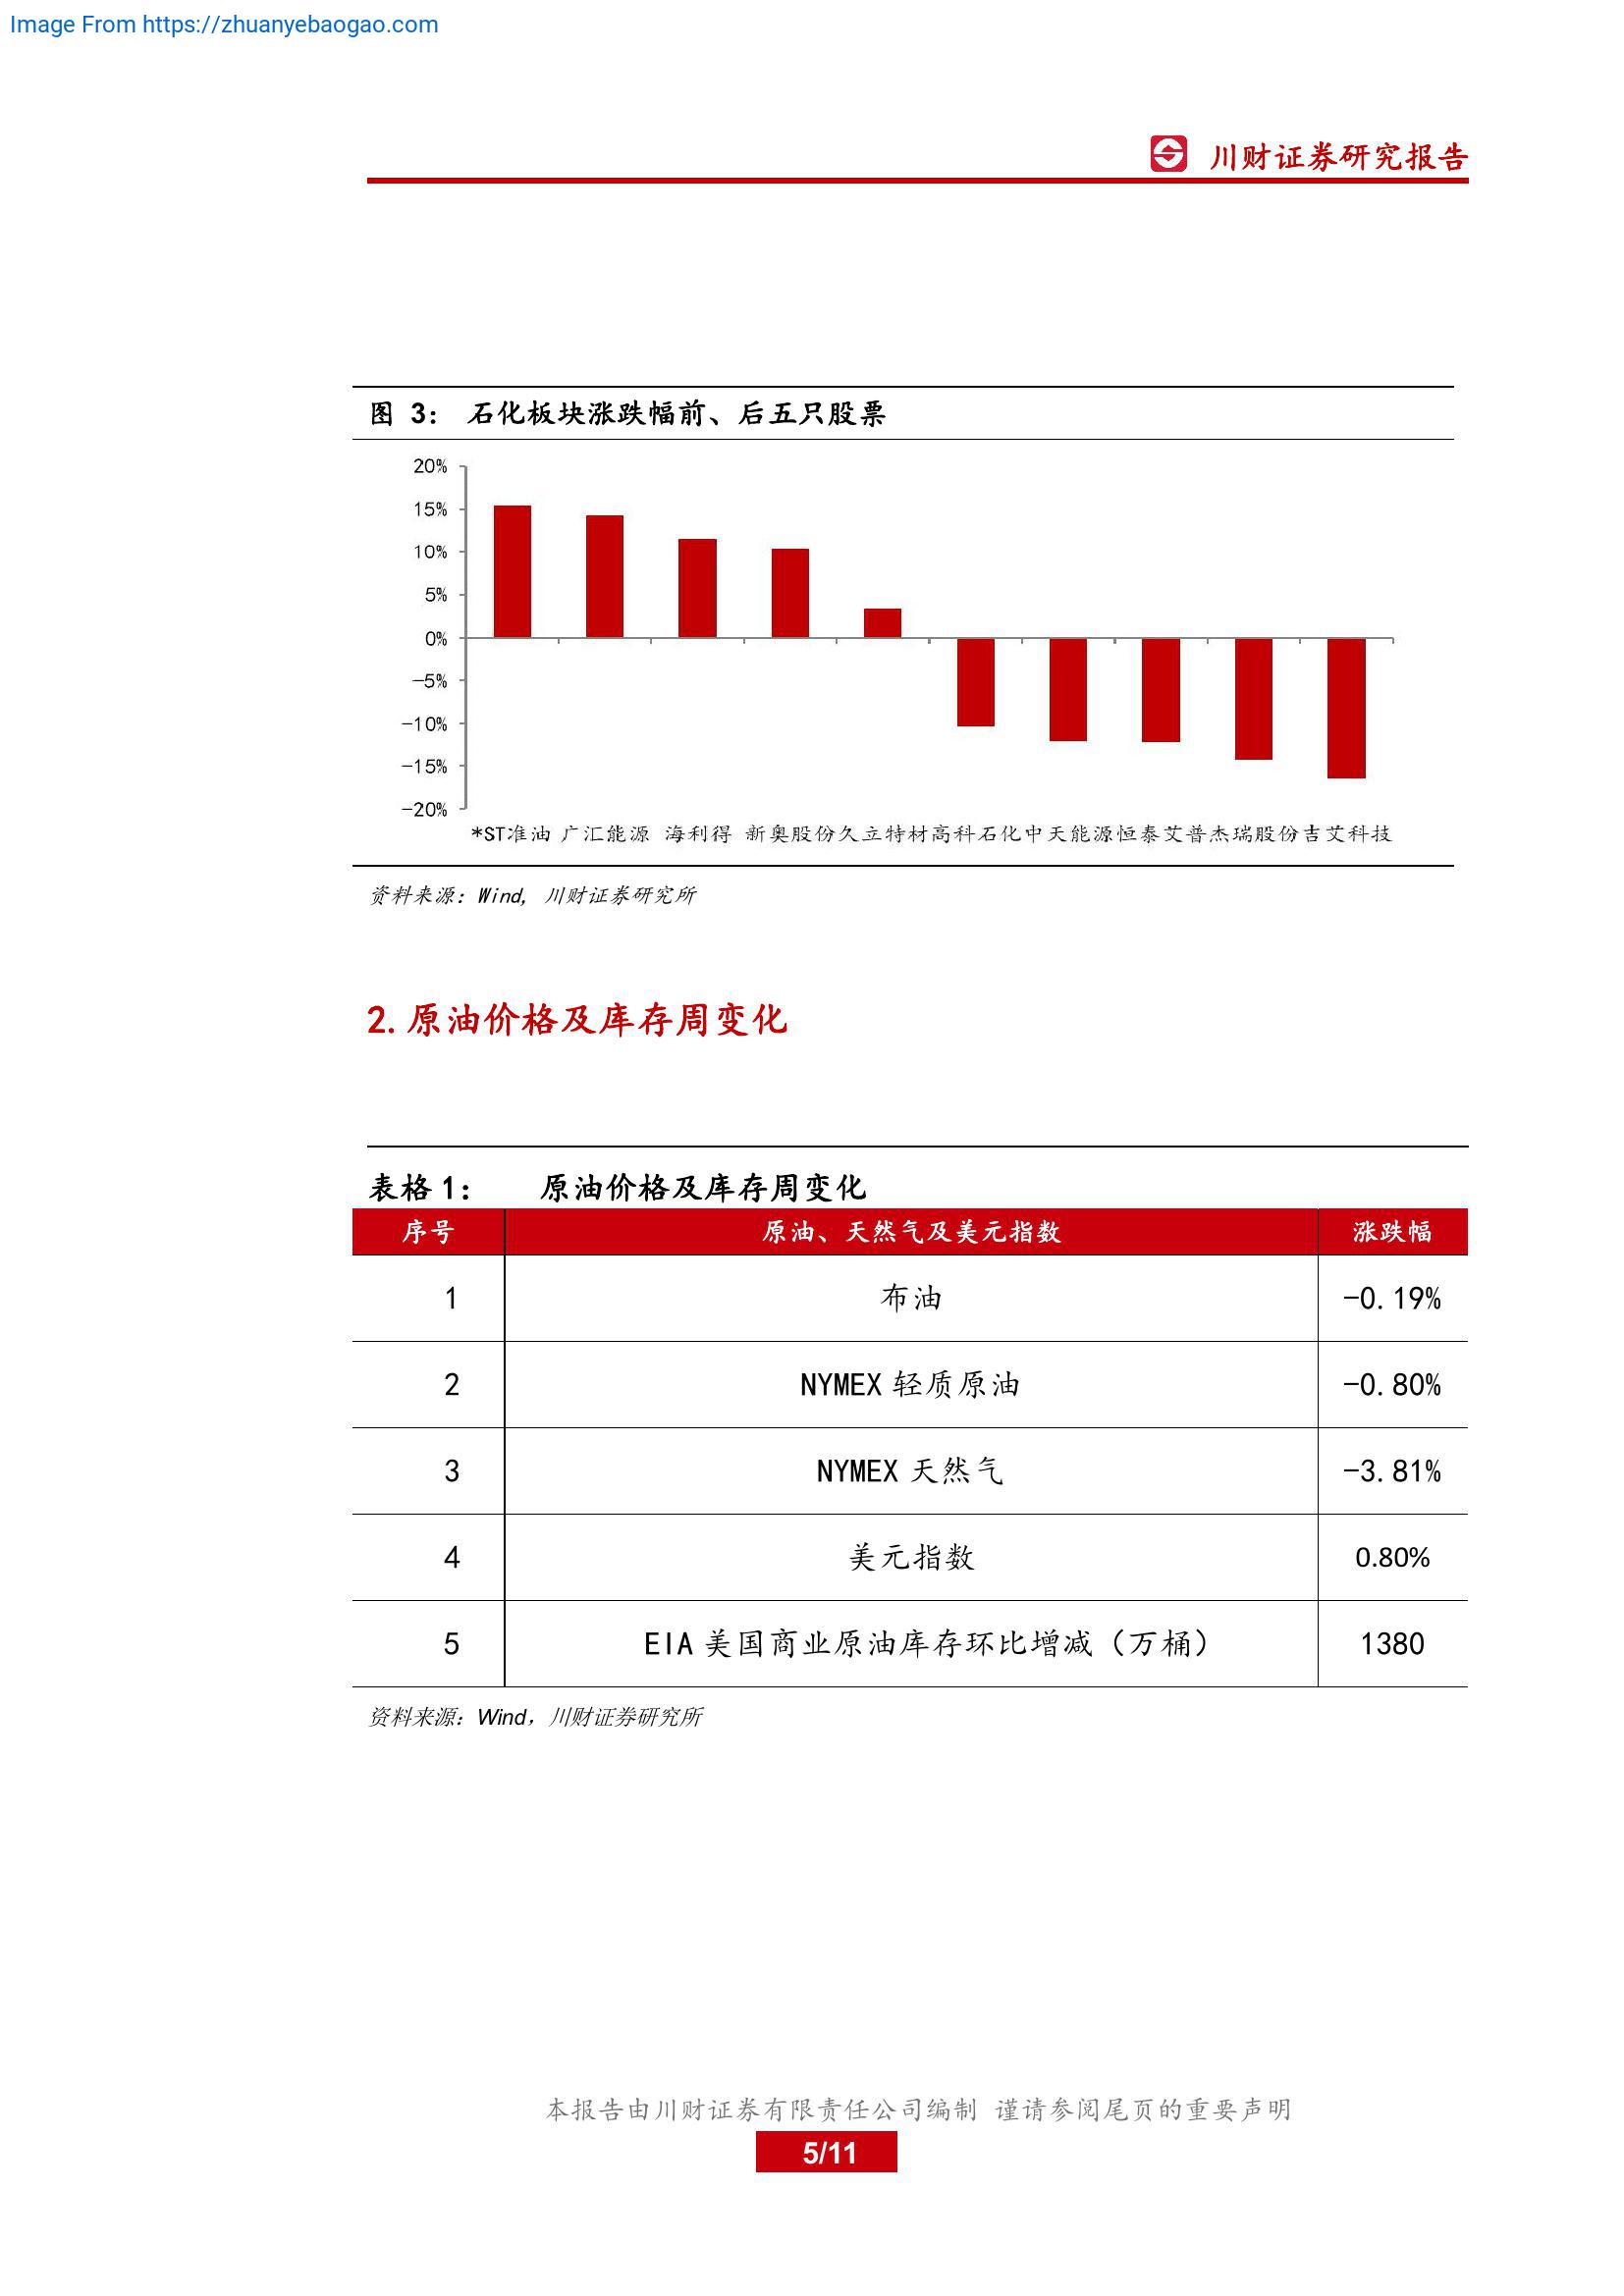 Image From https://zhuanyebaogao.com
川财证券研究报告
图 3： 石化板块涨跌幅前、后五只股票
20%
15%
10%
5%
0%
-5%
-10%
-15%
-20%
*ST准油 广汇能源 海利得 新奥股份 久立特材 高科石化 中天能源 恒泰艾普 杰瑞股份 吉艾科技
资料来源：Wind, 川财证券研究所
2.原油价格及库存周变化
表格 1： 原油价格及库存周变化
序号 原油、天然气及美元指数 涨跌幅
1 布油 -0.19%
2 NYMEX 轻质原油 -0.80%
3 NYMEX 天然气 -3.81%
4 美元指数 0.80%
5 EIA 美国商业原油库存环比增减（万桶） 1380
资料来源：Wind，川财证券研究所
本报告由川财证券有限责任公司编制 谨请参阅尾页的重要声明
5/11